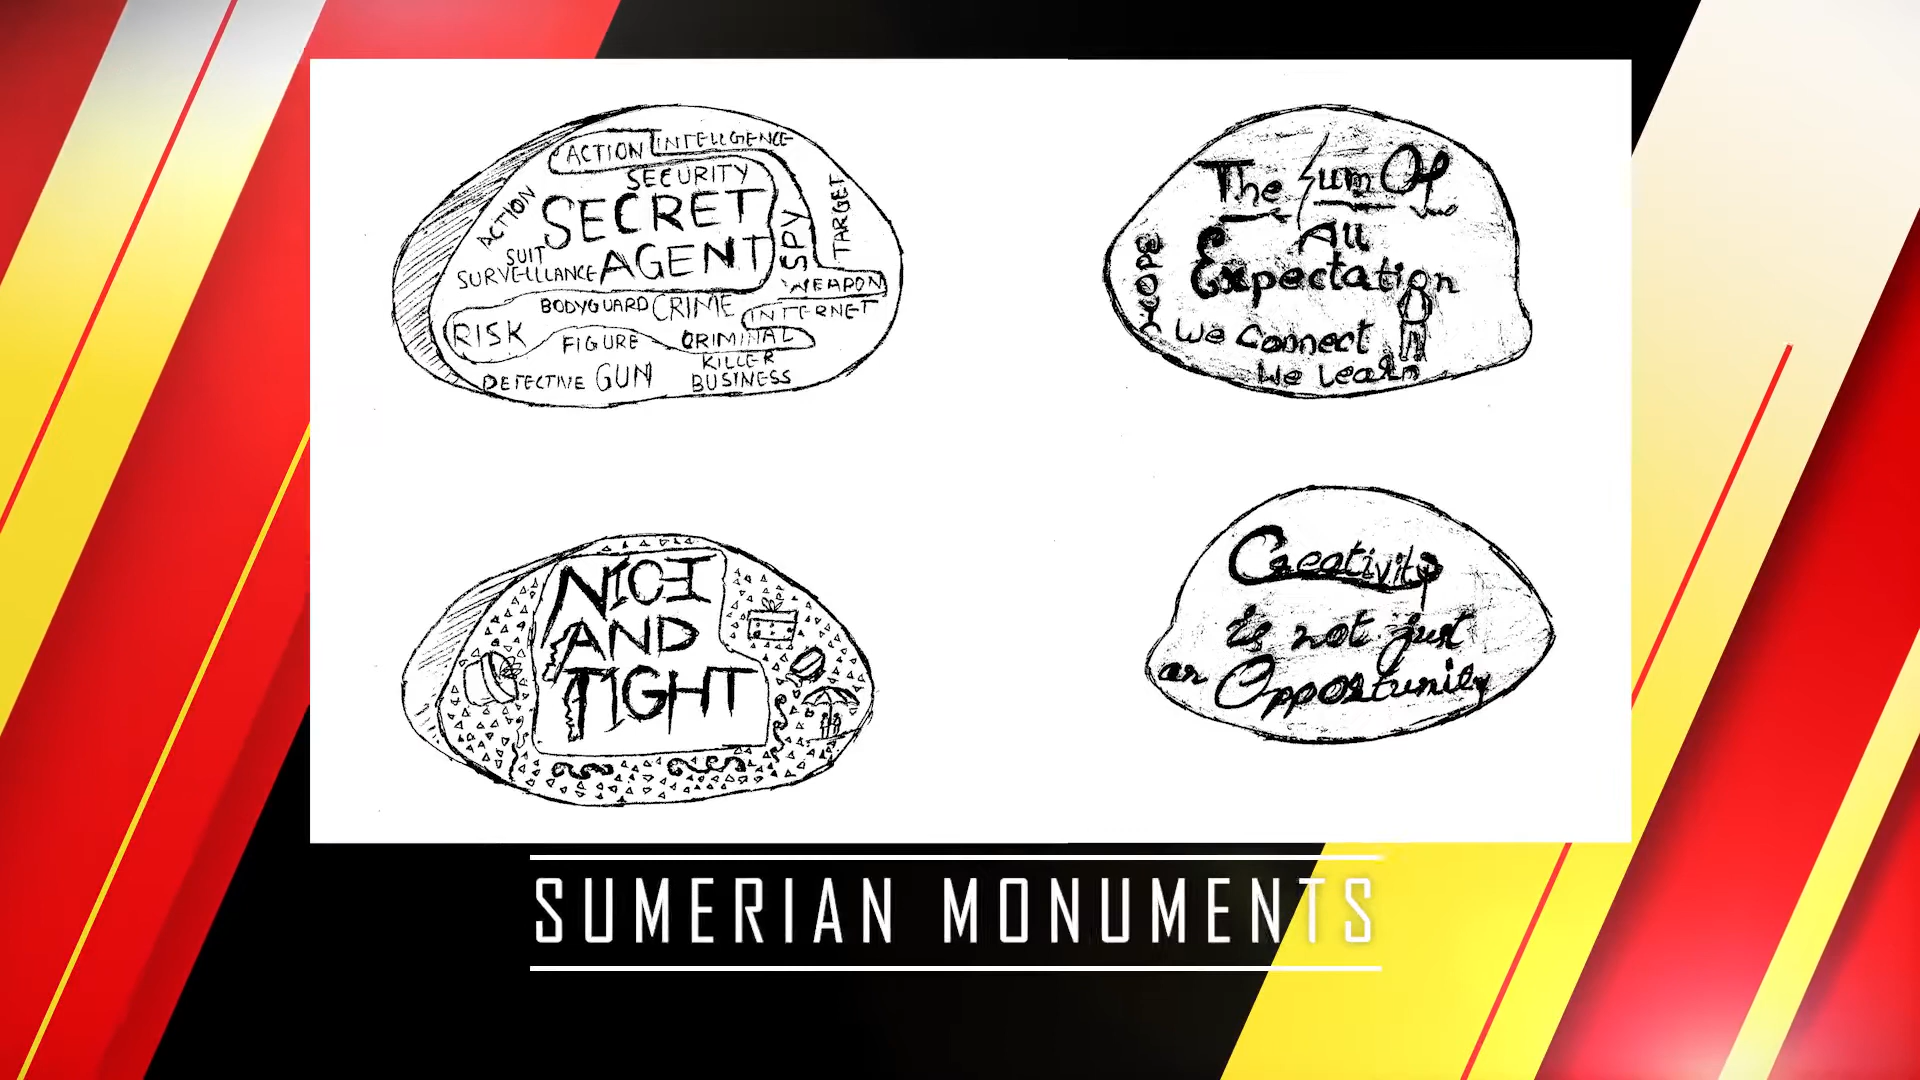 ACTION INTELLIGENCE
SECURITY
ACTION
SECRET
SPY
TARGET
SUIT
SURVEILLANCE AGENT
WEAPON
BODYGUARD CRIME
INTERNET
RISK
FIGURE
CRIMINAL
KILLER
DETECTIVE GUN
BUSINESS
The Sum Of
All
Expectation
We Connect
We Learn
NICE
AND
TIGHT
Creativity
is not just
an Opportunity
SUMERIAN MONUMENTS